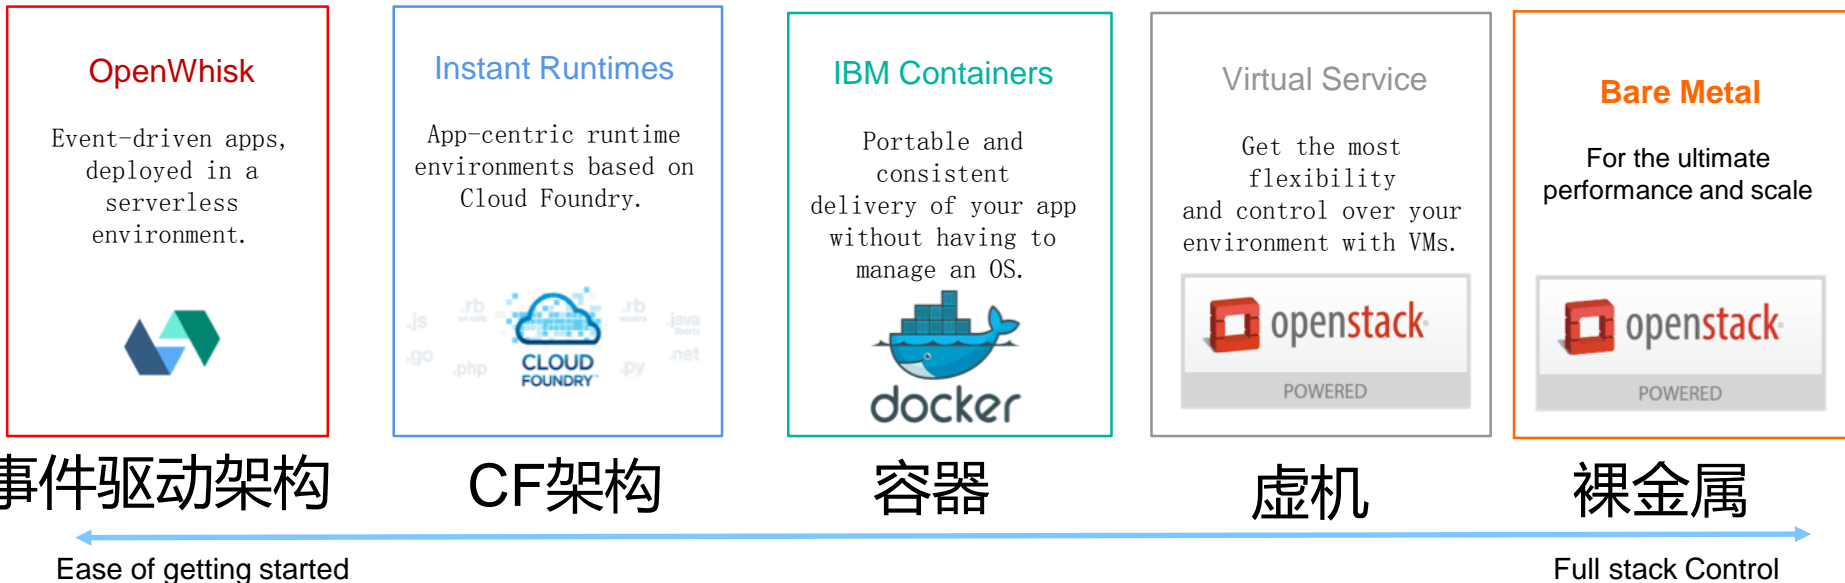 OpenWhisk
Event-driven apps,
deployed in a
serverless
environment.
Instant Runtimes
App-centric runtime
environments based on
Cloud Foundry.
.js
.rb
on rails
.rb
sinatra
.java
liberty
.go
.php
.py
.net
CLOUD
FOUNDRY
IBM Containers
Portable and
consistent
delivery of your app
without having to
manage an OS.
docker
Virtual Service
Get the most
flexibility
and control over your
environment with VMs.
openstack
POWERED
Bare Metal
For the ultimate
performance and scale
openstack
POWERED
事件驱动架构
CF架构
容器
虚机
裸金属
Ease of getting started
Full stack Control